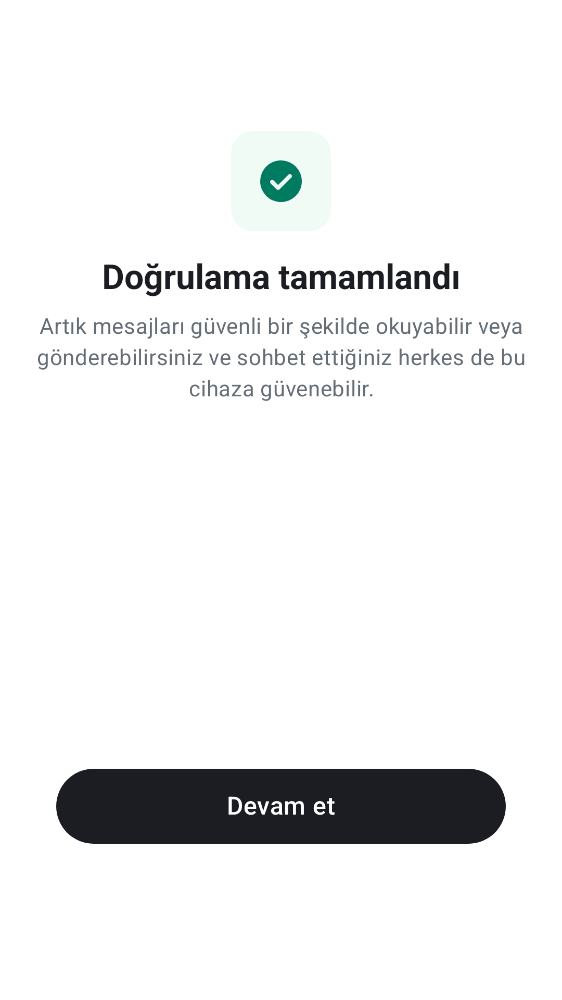 Doğrulama tamamlandı
Artık mesajları güvenli bir şekilde okuyabilir veya
gönderebilirsiniz ve sohbet ettiğiniz herkes de bu
cihaza güvenebilir.
Devam et